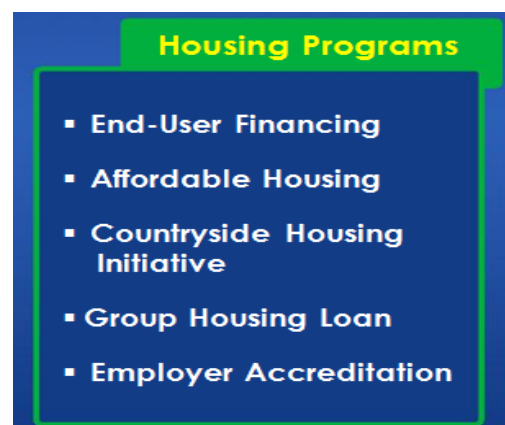 Housing Programs
▪ End-User Financing
▪ Affordable Housing
▪ Countryside Housing
Initiative
▪ Group Housing Loan
▪ Employer Accreditation